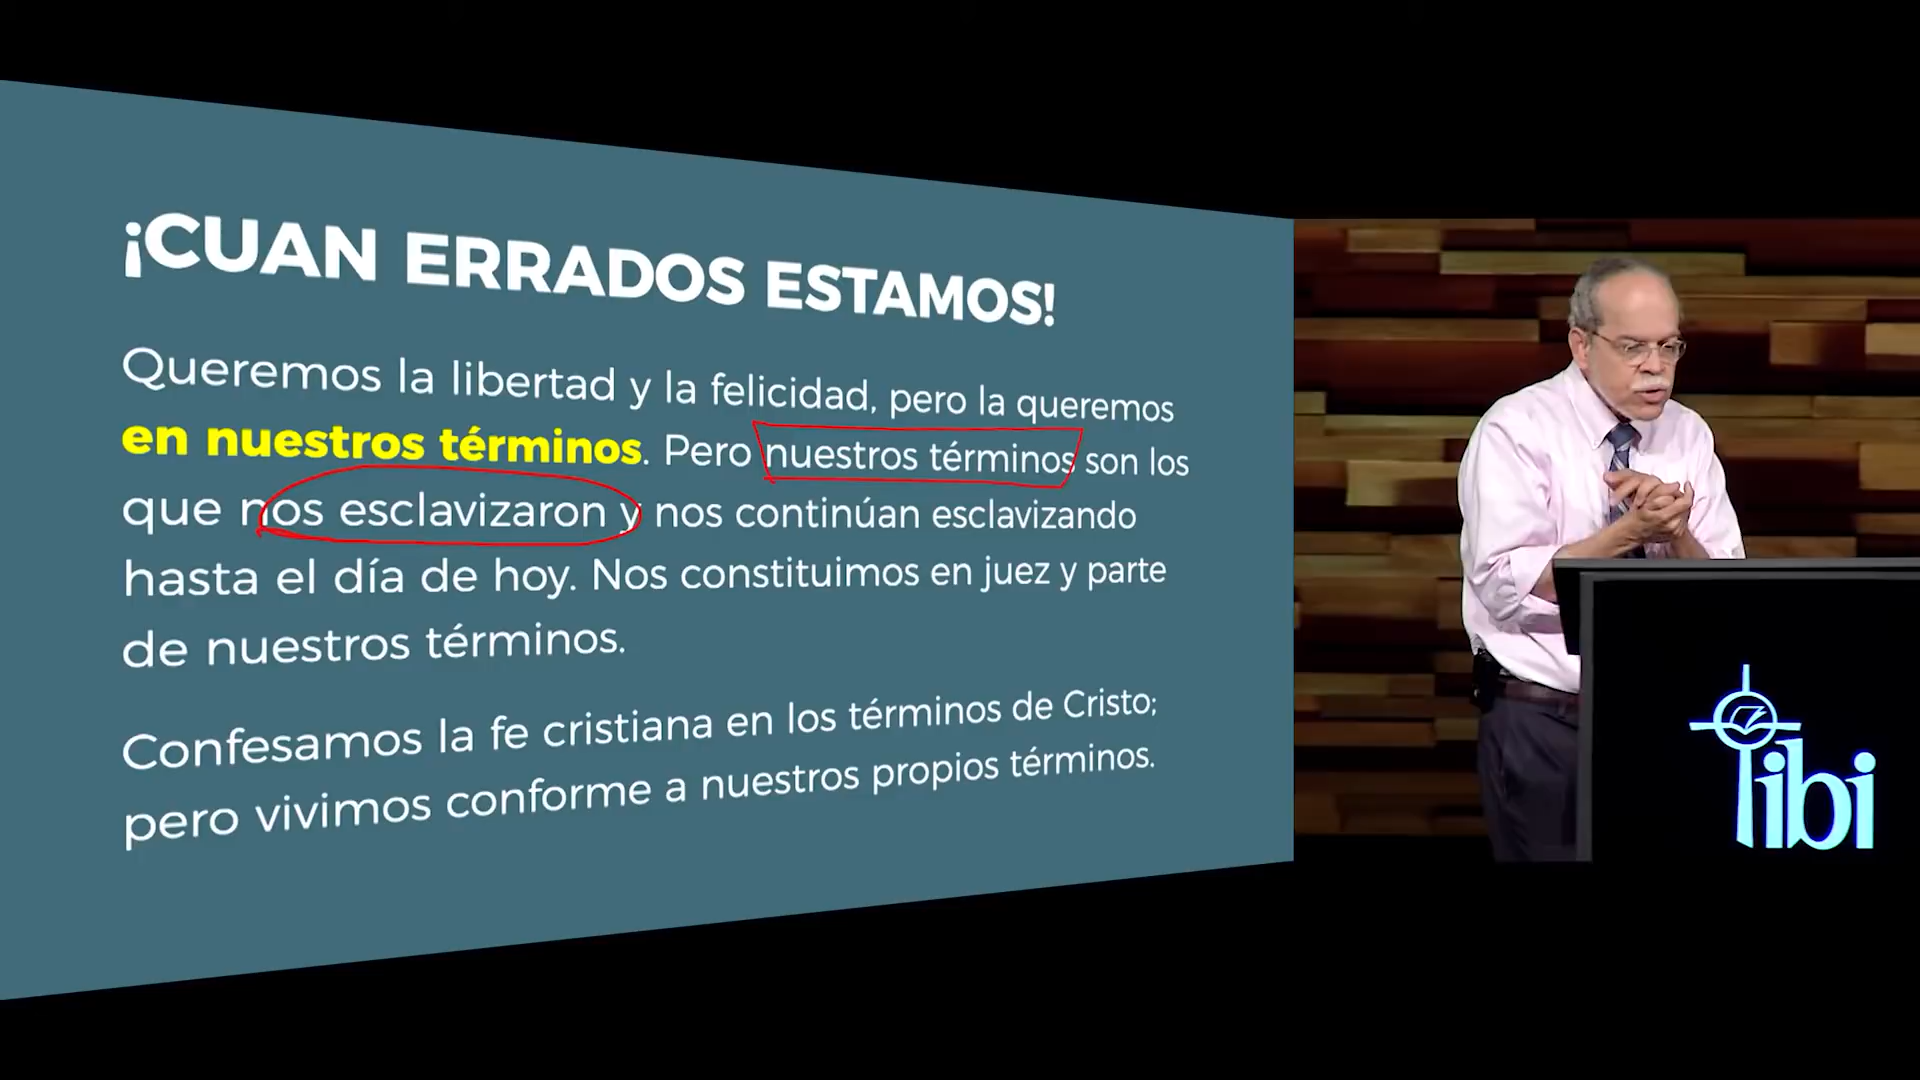 ¡CUAN ERRADOS ESTAMOS!
Queremos la libertad y la felicidad, pero la queremos
en nuestros términos. Pero nuestros términos son los
que nos esclavizaron y nos continúan esclavizando
hasta el día de hoy. Nos constituimos en juez y parte
de nuestros términos.
Confesamos la fe cristiana en los términos de Cristo;
pero vivimos conforme a nuestros propios términos.
ibi